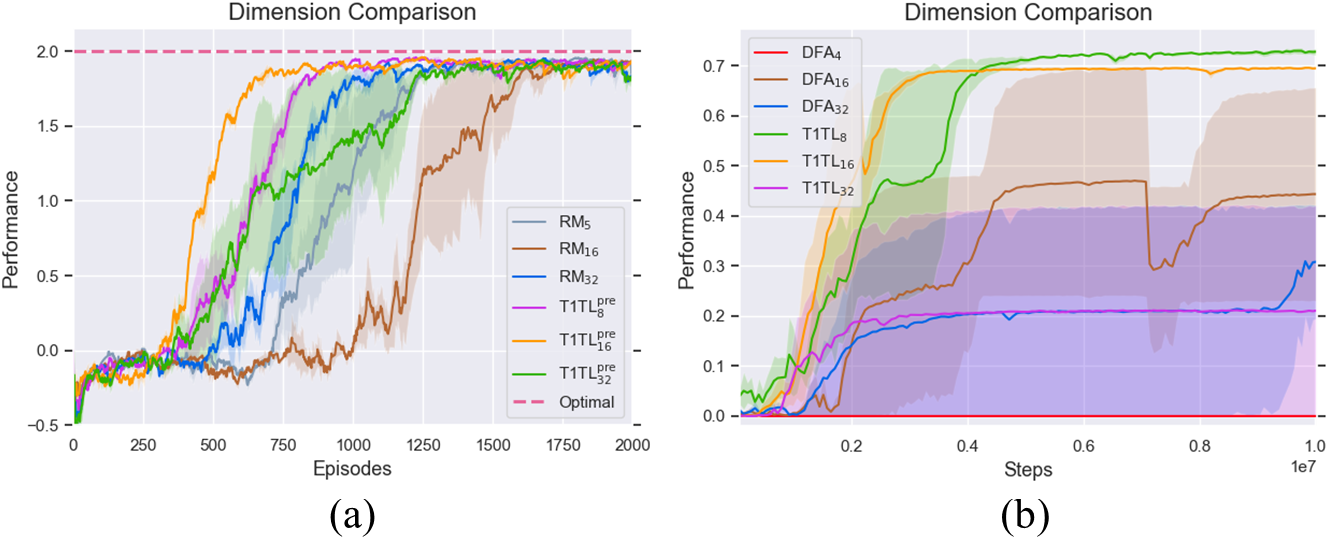 Dimension Comparison
Performance
2.0
1.5
1.0
0.5
0.0
−0.5
RM5
RM16
RM32
T1TL8pre
T1TL16pre
T1TL32pre
Optimal
0 250 500 750 1000 1250 1500 1750 2000
Episodes
(a)
Dimension Comparison
Performance
0.7
0.6
0.5
0.4
0.3
0.2
0.1
0.0
DFA4
DFA16
DFA32
T1TL8
T1TL16
T1TL32
0.2 0.4 0.6 0.8 1.0
1e7
Steps
(b)